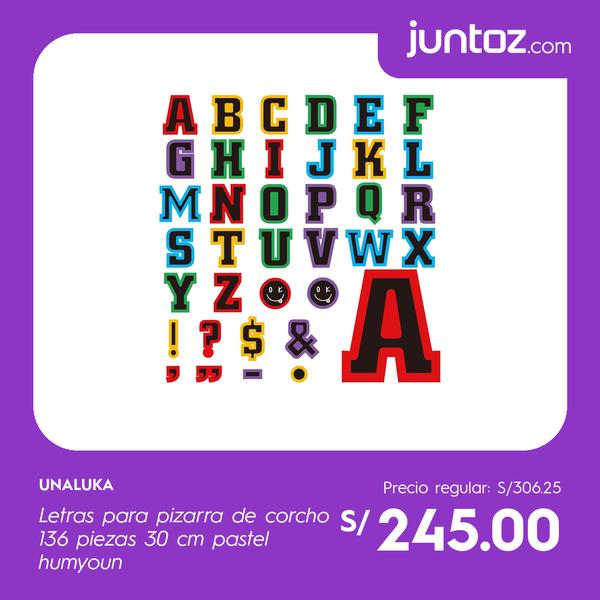 juntoz.com
A B C D E F
G H I J K L
M N O P Q R
S T U V W X
Y Z
A
! ? $ &
, ,, - .
UNALUKA
Precio regular: S/306.25
Letras para pizarra de corcho
136 piezas 30 cm pastel
humyoun
S/ 245.00